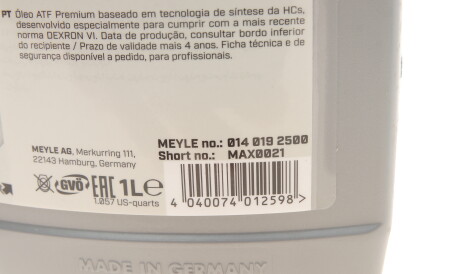 PT Óleo ATF Premium baseado em tecnologia de síntese da HCs,
desenvolvido especialmente para cumprir com a mais recente
norma DEXRON VI. Data de produção, consultar bordo inferior
do recipiente / Prazo de validade mais 4 anos. Ficha técnica e de
segurança disponível a pedido, para profissionais.
MEYLE AG, Merkurring 111,
22143 Hamburg, Germany
MEYLE no.: 014 019 2500
Short no.: MAX0021
GVÖ EAC 1L e
1.057 US-quarts
4 040074 012598 >
MADE IN GERMANY